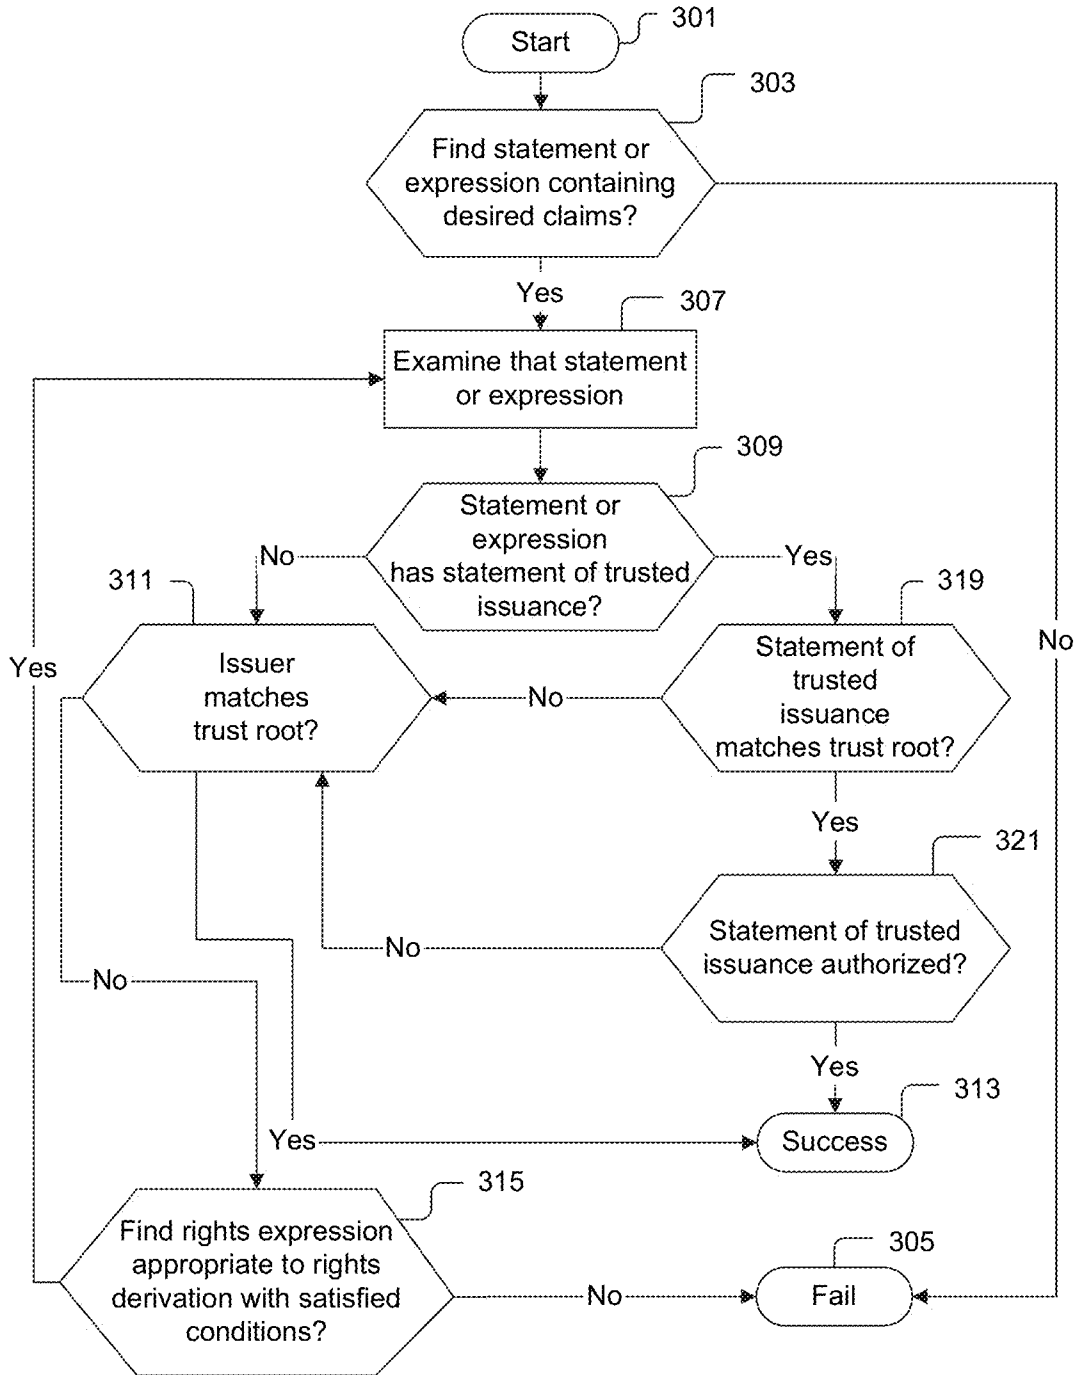 301
Start
303
Find statement or
expression containing
desired claims?
Yes
307
Examine that statement
or expression
309
Statement or
expression
has statement of trusted
issuance?
No
Yes
311
319
Issuer
matches
trust root?
Statement of
trusted
issuance
matches trust root?
No
Yes
No
Yes
321
Statement of trusted
issuance authorized?
No
No
Yes
313
Success
Yes
315
Find rights expression
appropriate to rights
derivation with satisfied
conditions?
No
305
Fail